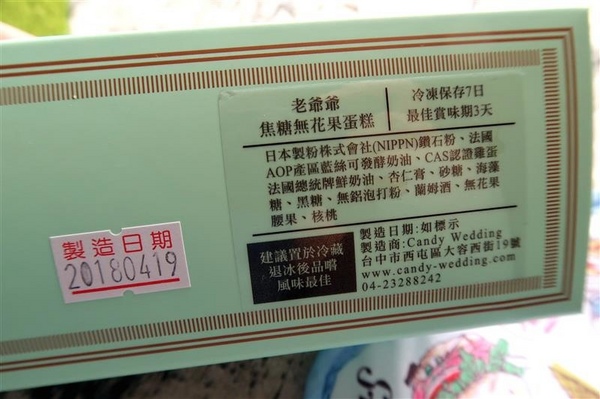 老爺爺
焦糖無花果蛋糕
冷凍保存7日
最佳賞味期3天
日本製粉株式會社(NIPPN)鑽石粉、法國
AOP產區藍絲可發酵奶油、CAS認證雞蛋
法國總統牌鮮奶油、杏仁膏、砂糖、海藻
糖、黑糖、無鋁泡打粉、蘭姆酒、無花果
腰果、核桃
建議置於冷藏
退冰後品嚐
風味最佳
製造日期:如標示
製造商:Candy Wedding
台中市西屯區大容西街19號
www.candy-wedding.com
04-23288242
製造日期
20180419